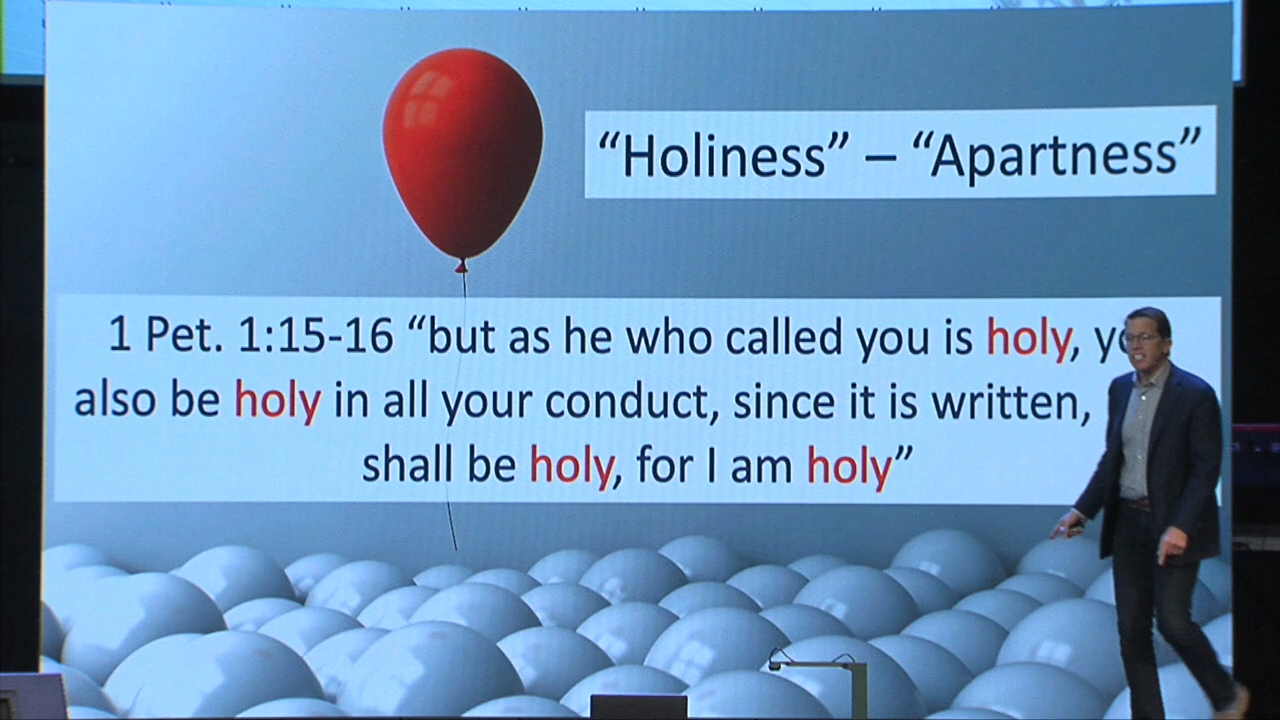 “Holiness” – “Apartness”
1 Pet. 1:15-16 “but as he who called you is holy,
also be holy in all your conduct, since it is written,
shall be holy, for I am holy”